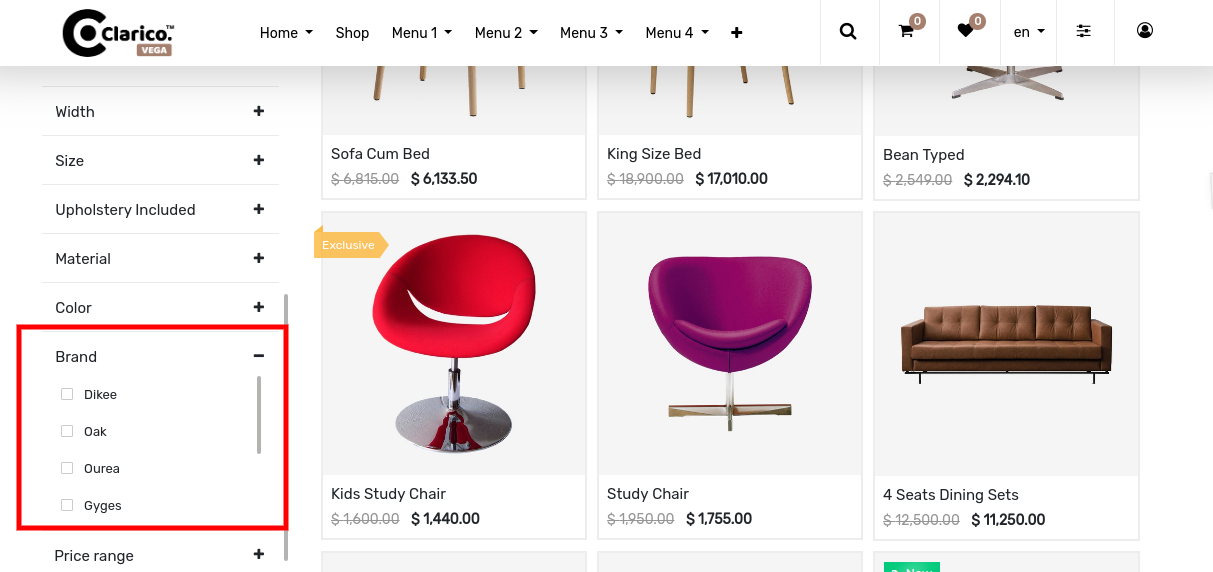 Clarico.™
VEGA
Home
Shop
Menu 1
Menu 2
Menu 3
Menu 4
0
0
en
Width
Size
Upholstery Included
Material
Color
Brand
Dikee
Oak
Ourea
Gyges
Price range
Sofa Cum Bed
$ 6,815.00 $ 6,133.50
King Size Bed
$ 18,900.00 $ 17,010.00
Bean Typed
$ 2,549.00 $ 2,294.10
Exclusive
Kids Study Chair
$ 1,600.00 $ 1,440.00
Study Chair
$ 1,950.00 $ 1,755.00
4 Seats Dining Sets
$ 12,500.00 $ 11,250.00
New